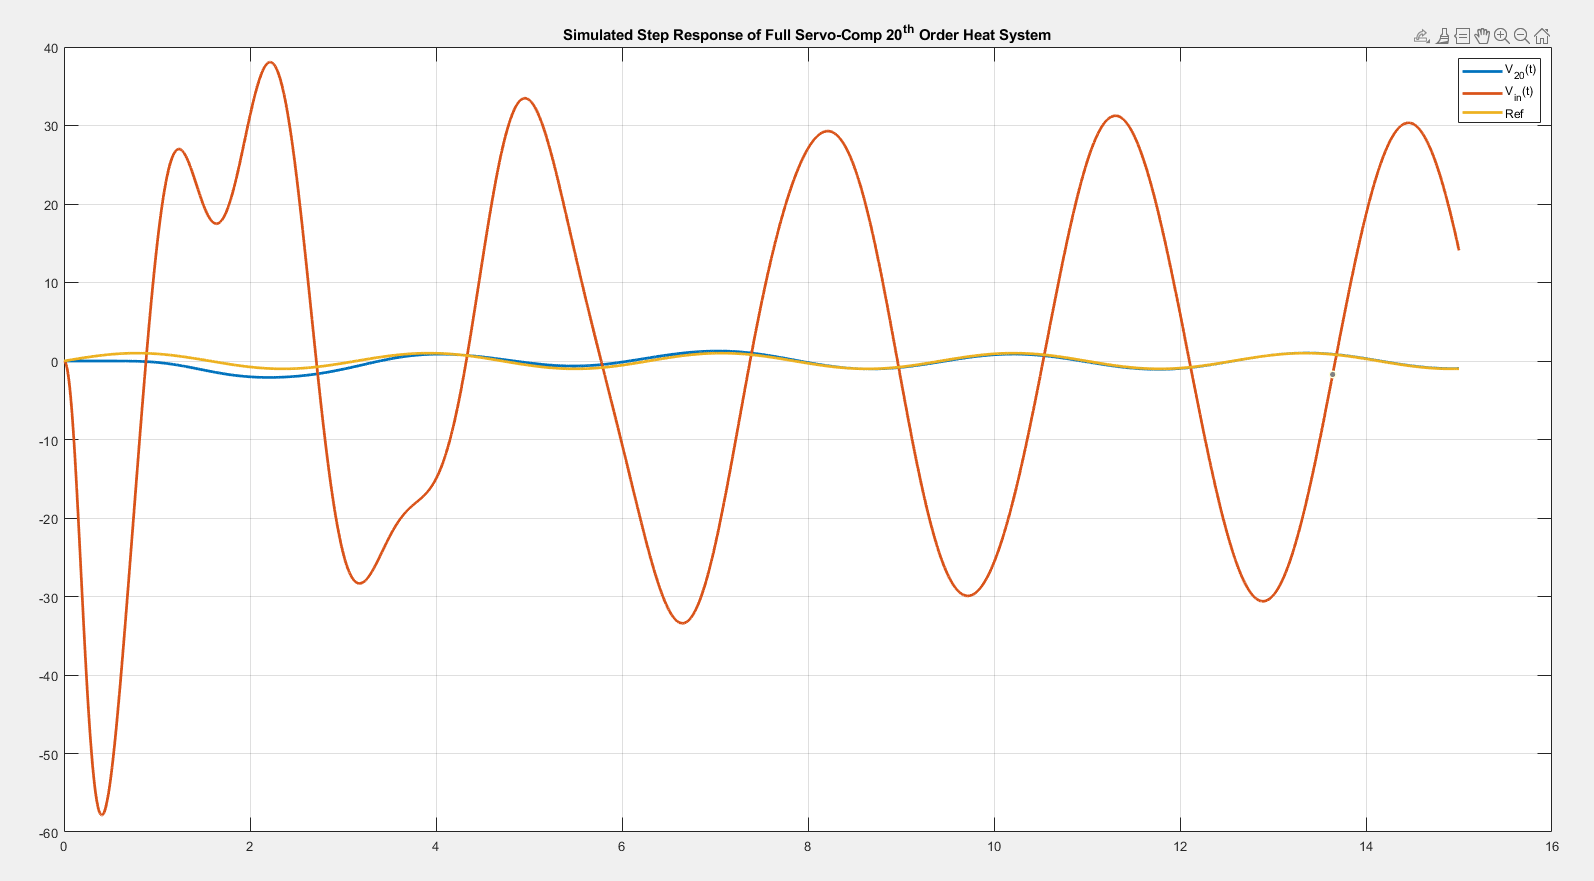 Simulated Step Response of Full Servo-Comp 20th Order Heat System
V20(t)
Vin(t)
Ref
40
30
20
10
0
-10
-20
-30
-40
-50
-60
0 2 4 6 8 10 12 14 16